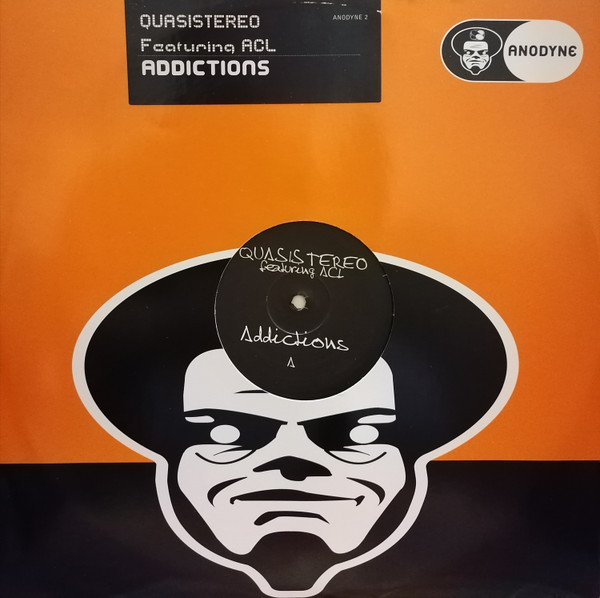 QUASISTEREO
ANODYNE 2
Featuring ACL
ADDICTIONS
ANODYNE
QUASISTEREO
featuring ACL
Addictions
A